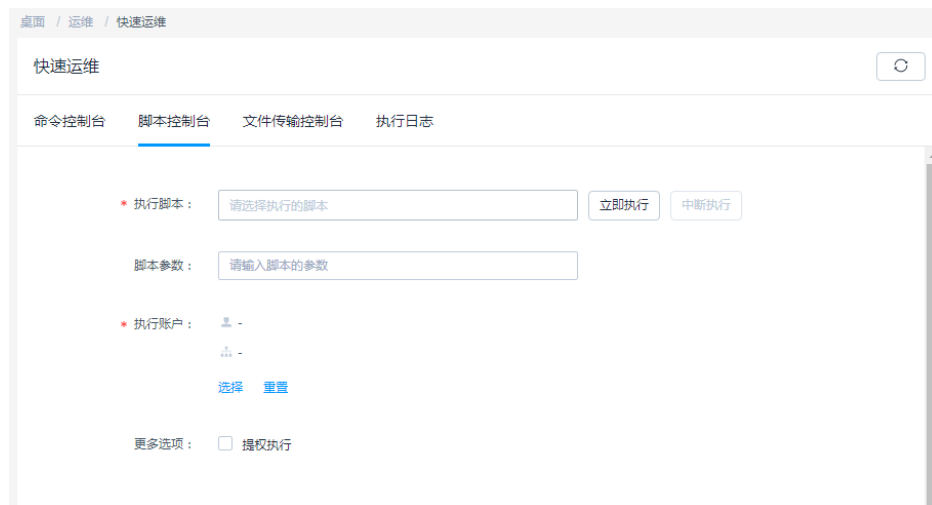 桌面 / 运维 / 快速运维
快速运维
命令控制台 脚本控制台 文件传输控制台 执行日志
* 执行脚本： 请选择执行的脚本 立即执行 中断执行
脚本参数： 请输入脚本的参数
* 执行账户： -
-
选择 重置
更多选项： 提权执行